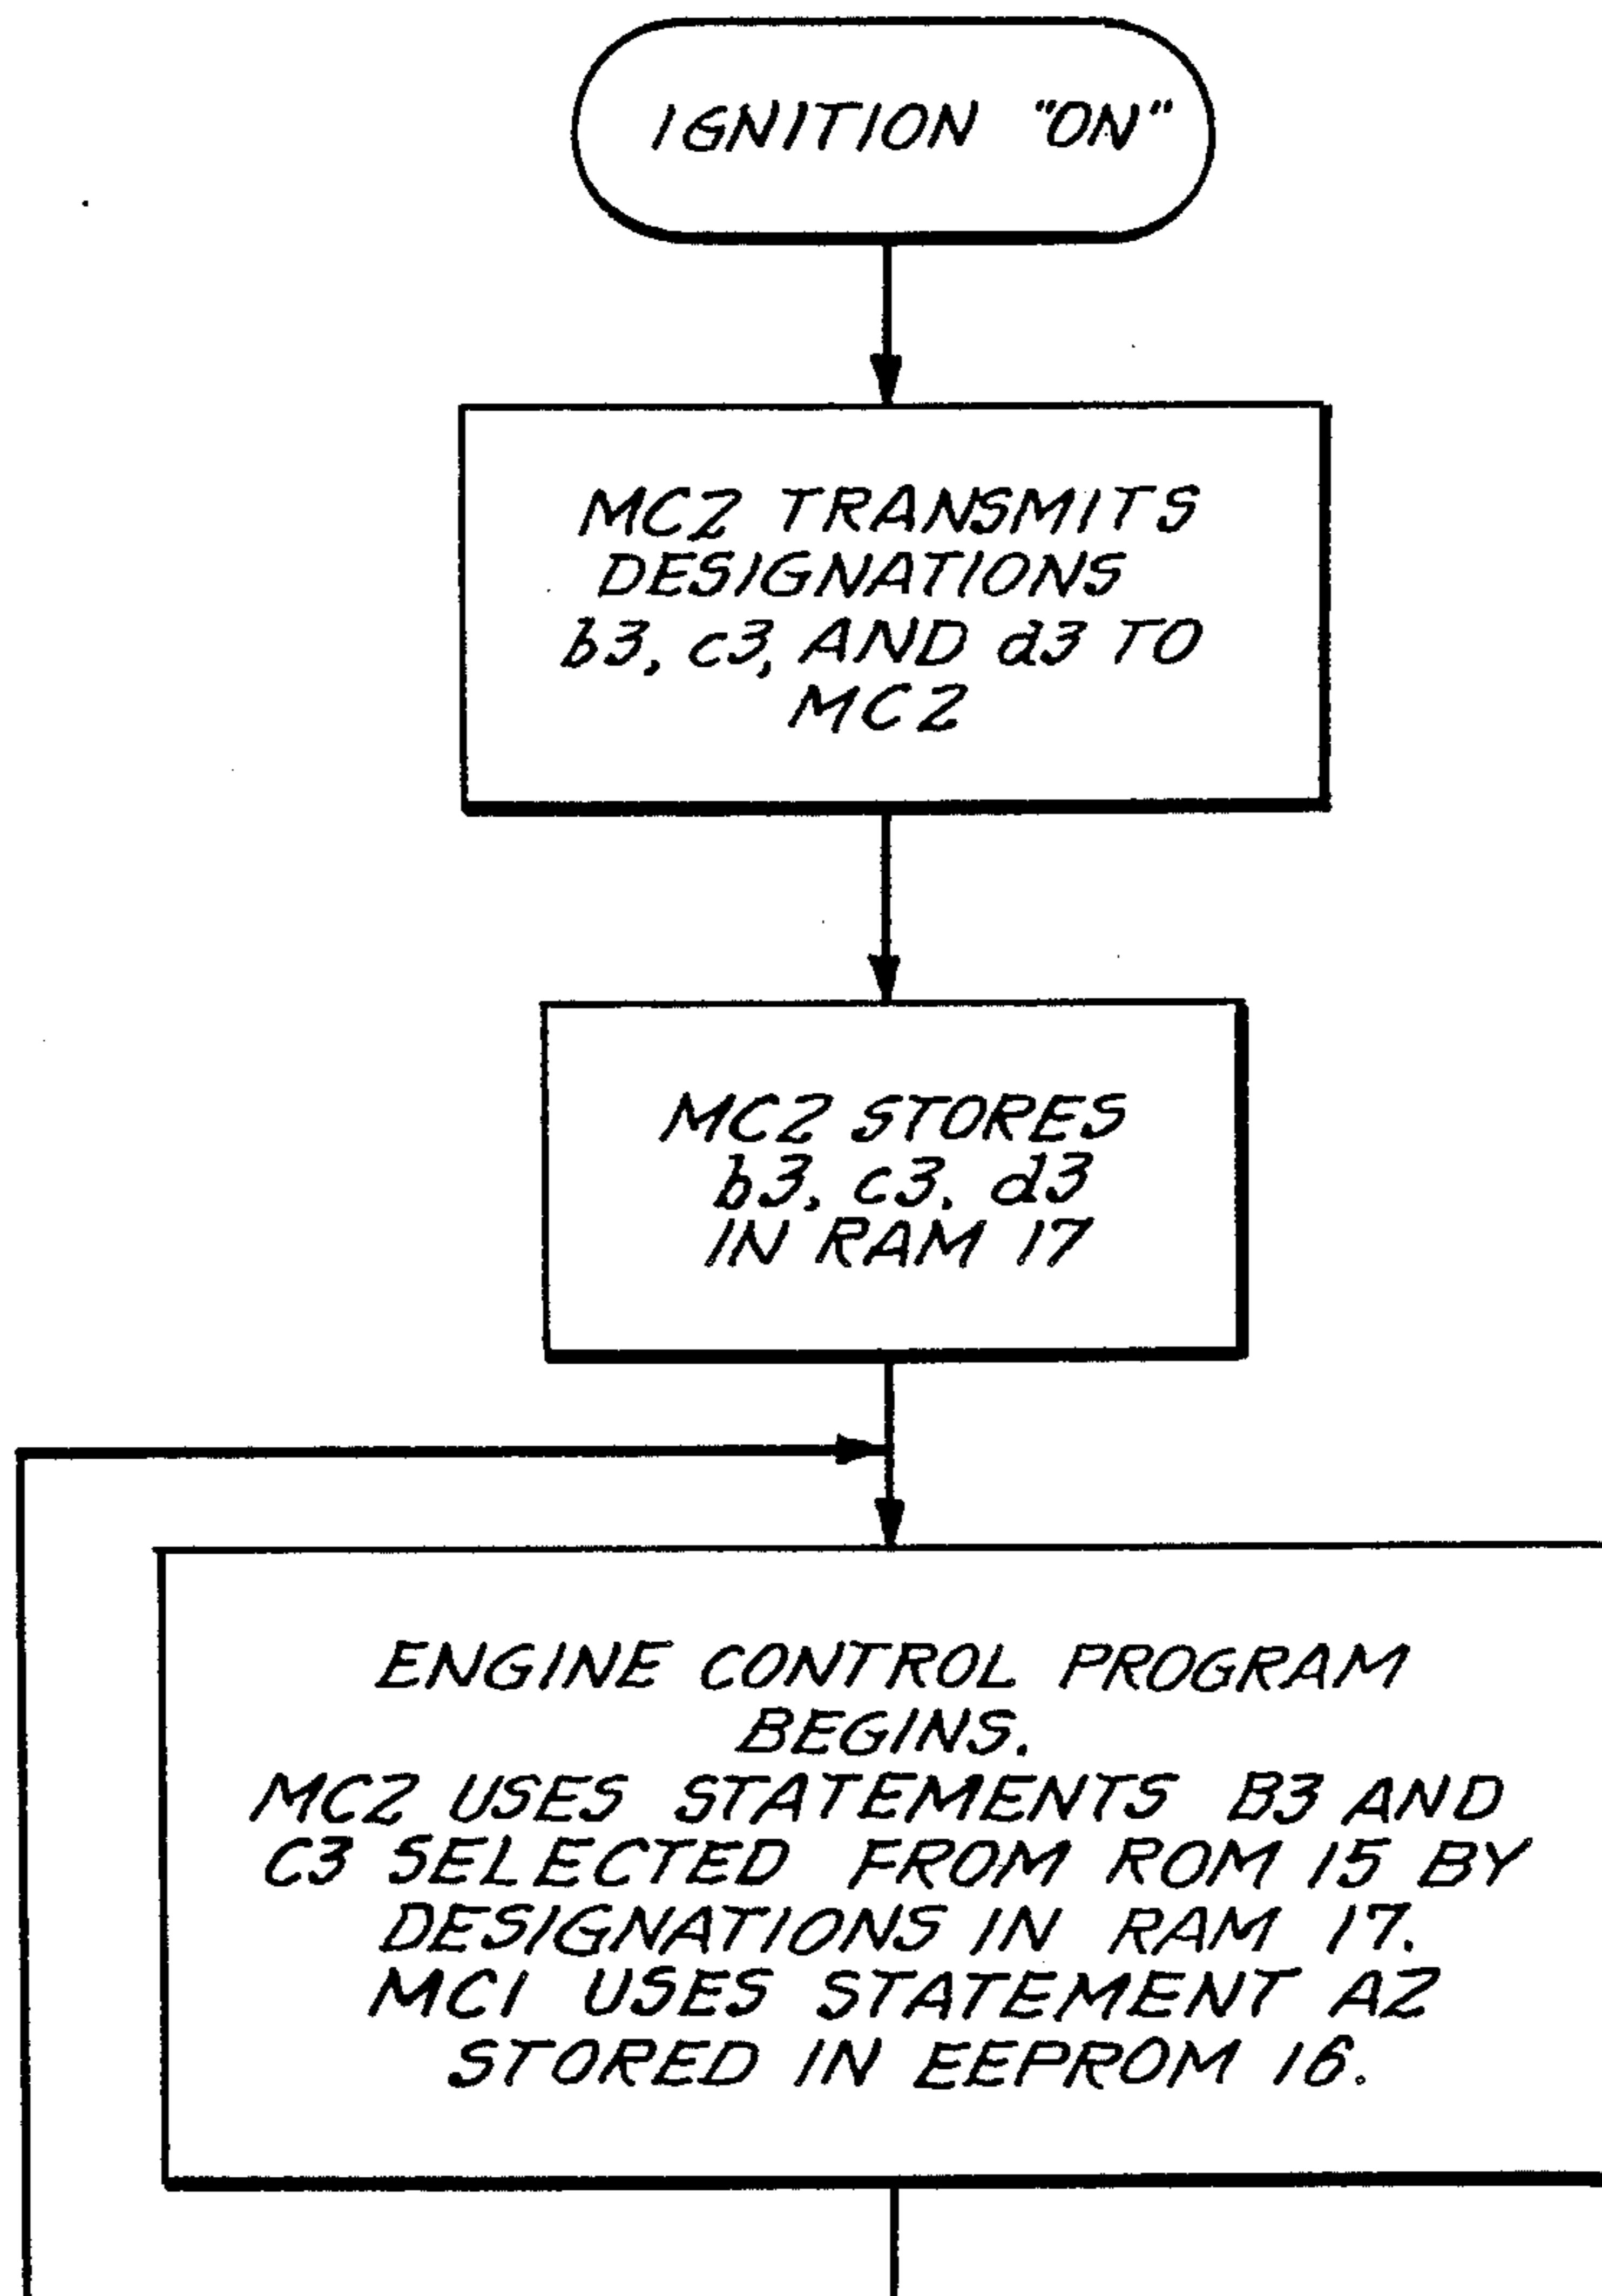 IGNITION "ON"
MC2 TRANSMITS
DESIGNATIONS
b3, c3, AND d3 TO
MC2
MC2 STORES
b3, c3, d3
IN RAM 17
ENGINE CONTROL PROGRAM
BEGINS.
MC2 USES STATEMENTS B3 AND
C3 SELECTED FROM ROM 15 BY
DESIGNATIONS IN RAM 17.
MC1 USES STATEMENT A2
STORED IN EEPROM 16.